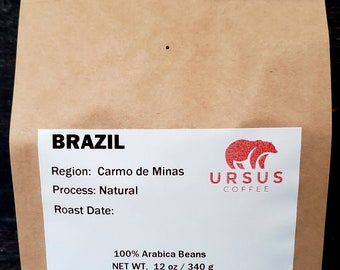 BRAZIL
URSUS
COFFEE
Region: Carmo de Minas
Process: Natural
Roast Date:
100% Arabica Beans
NET WT. 12 oz / 340 g